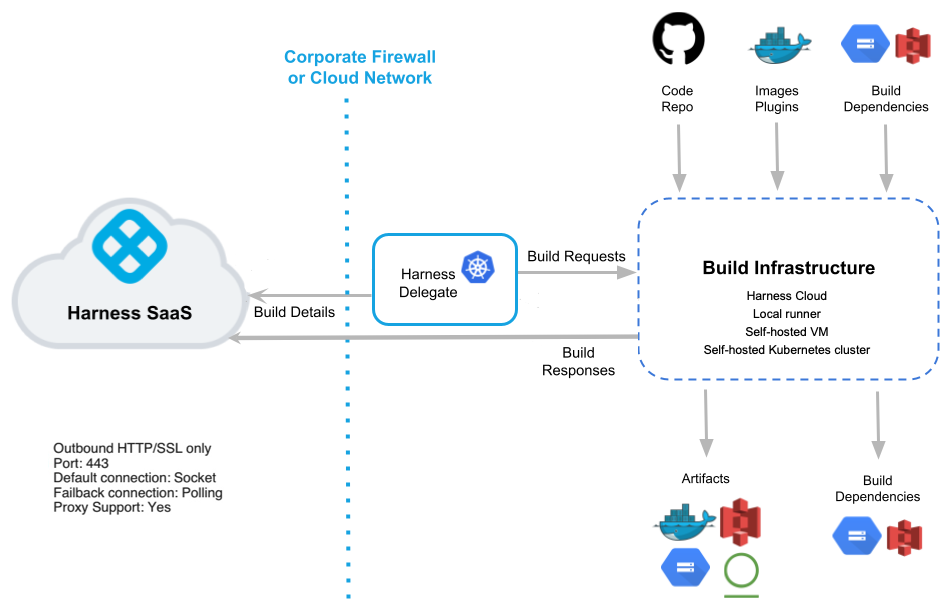 Corporate Firewall
or Cloud Network
Code
Repo
Images
Plugins
Build
Dependencies
Harness SaaS
Harness
Delegate
Build Requests
Build Details
Build
Responses
Build Infrastructure
Harness Cloud
Local runner
Self-hosted VM
Self-hosted Kubernetes cluster
Outbound HTTP/SSL only
Port: 443
Default connection: Socket
Failback connection: Polling
Proxy Support: Yes
Artifacts
Build
Dependencies